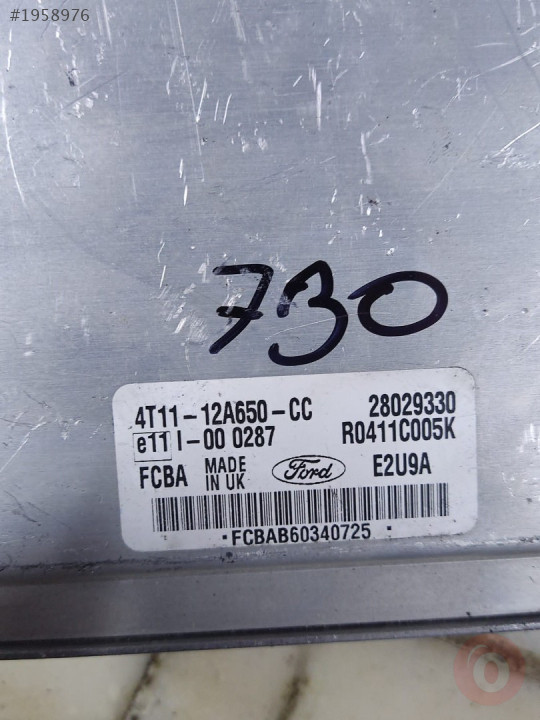 #1958976
730
4T11-12A650-CC 28029330
e11 I-00 0287 R0411C005K
FCBA MADE IN UK Ford E2U9A
*FCBAB60340725*